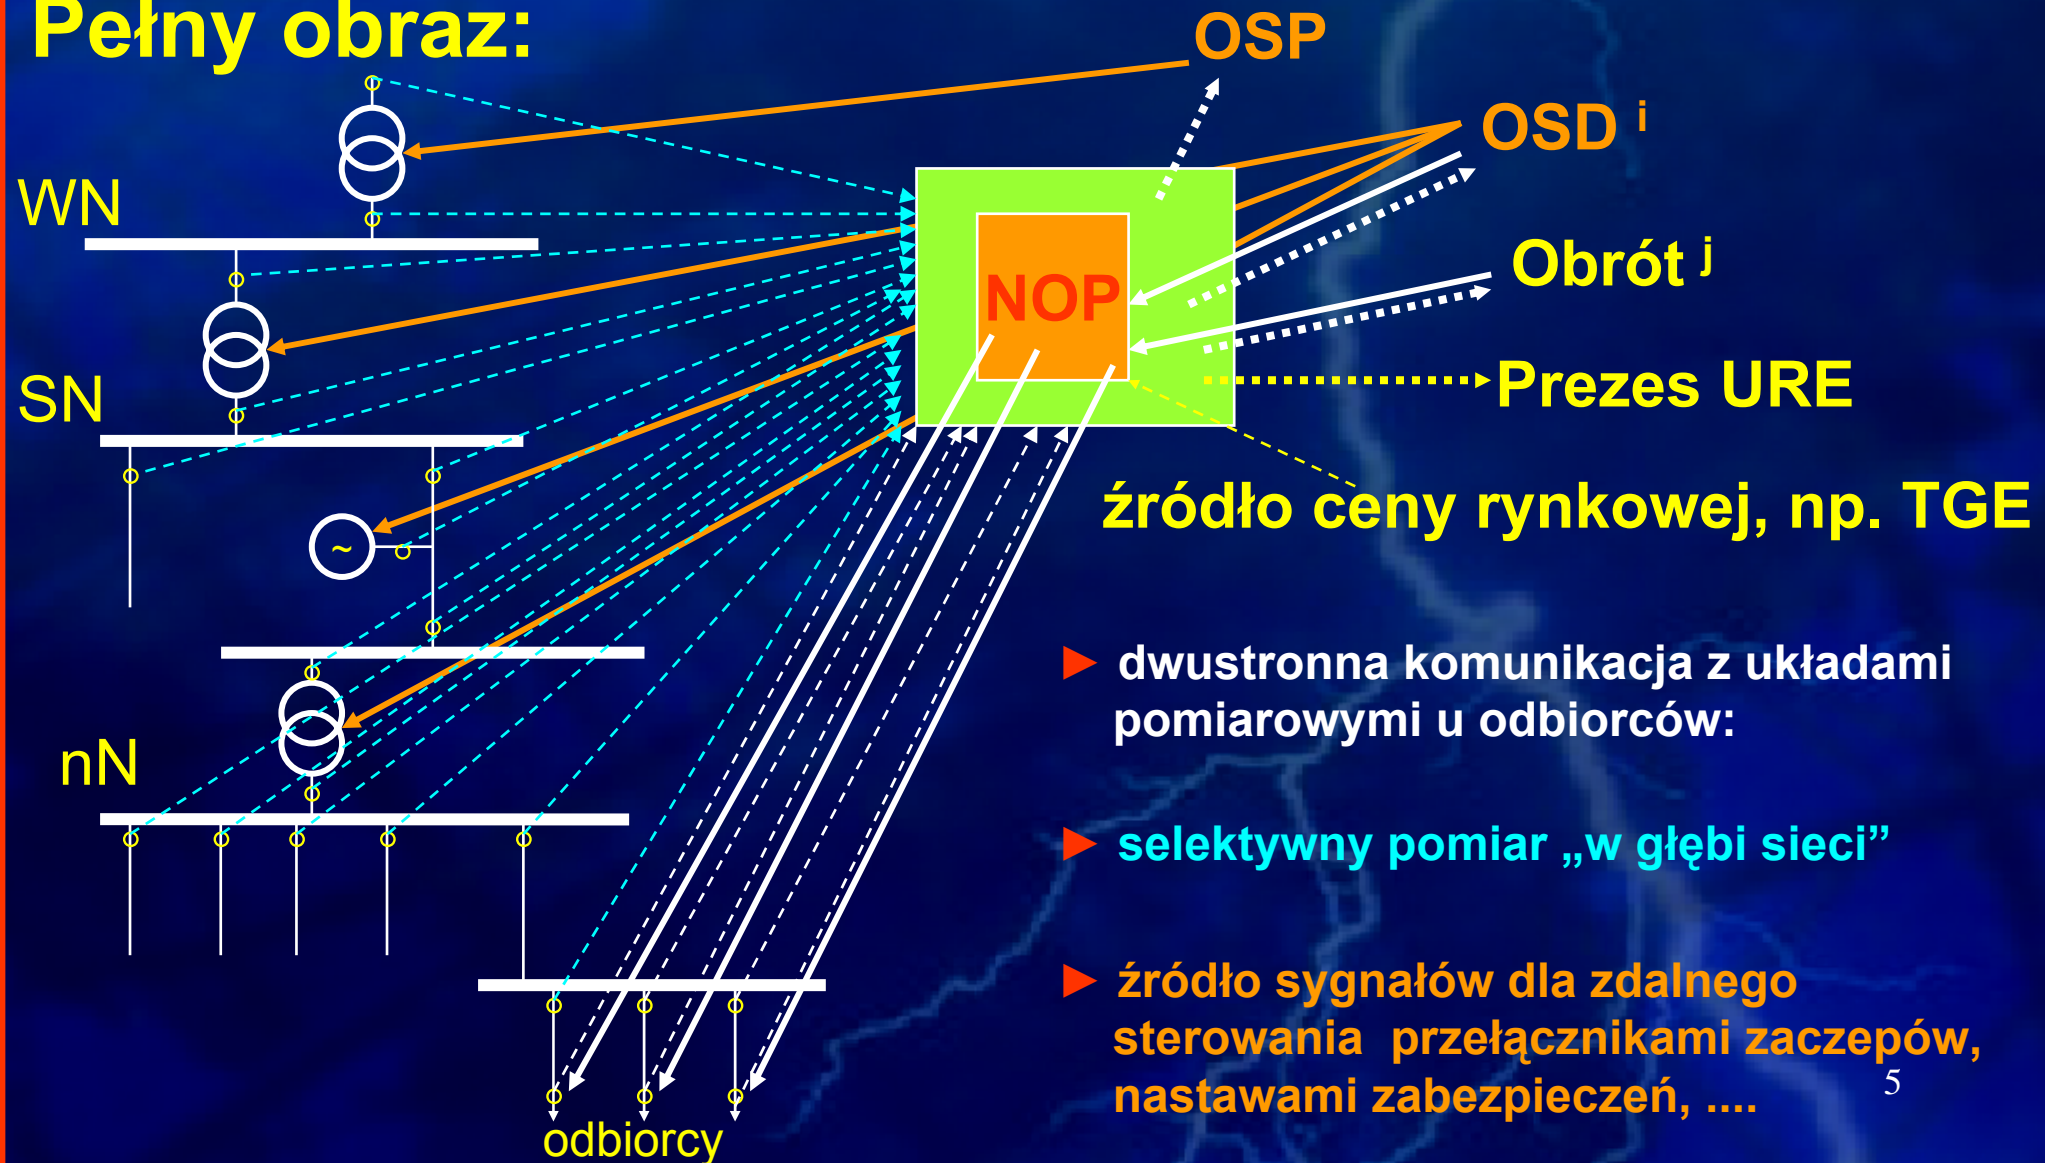 Pełny obraz:
OSP
OSD i
WN
Obrót j
NOP
Prezes URE
SN
źródło ceny rynkowej, np. TGE
~
► dwustronna komunikacja z układami
pomiarowymi u odbiorców:
nN
► selektywny pomiar „w głębi sieci”
► źródło sygnałów dla zdalnego
sterowania przełącznikami zaczepów,
nastawami zabezpieczeń, ....
5
odbiorcy